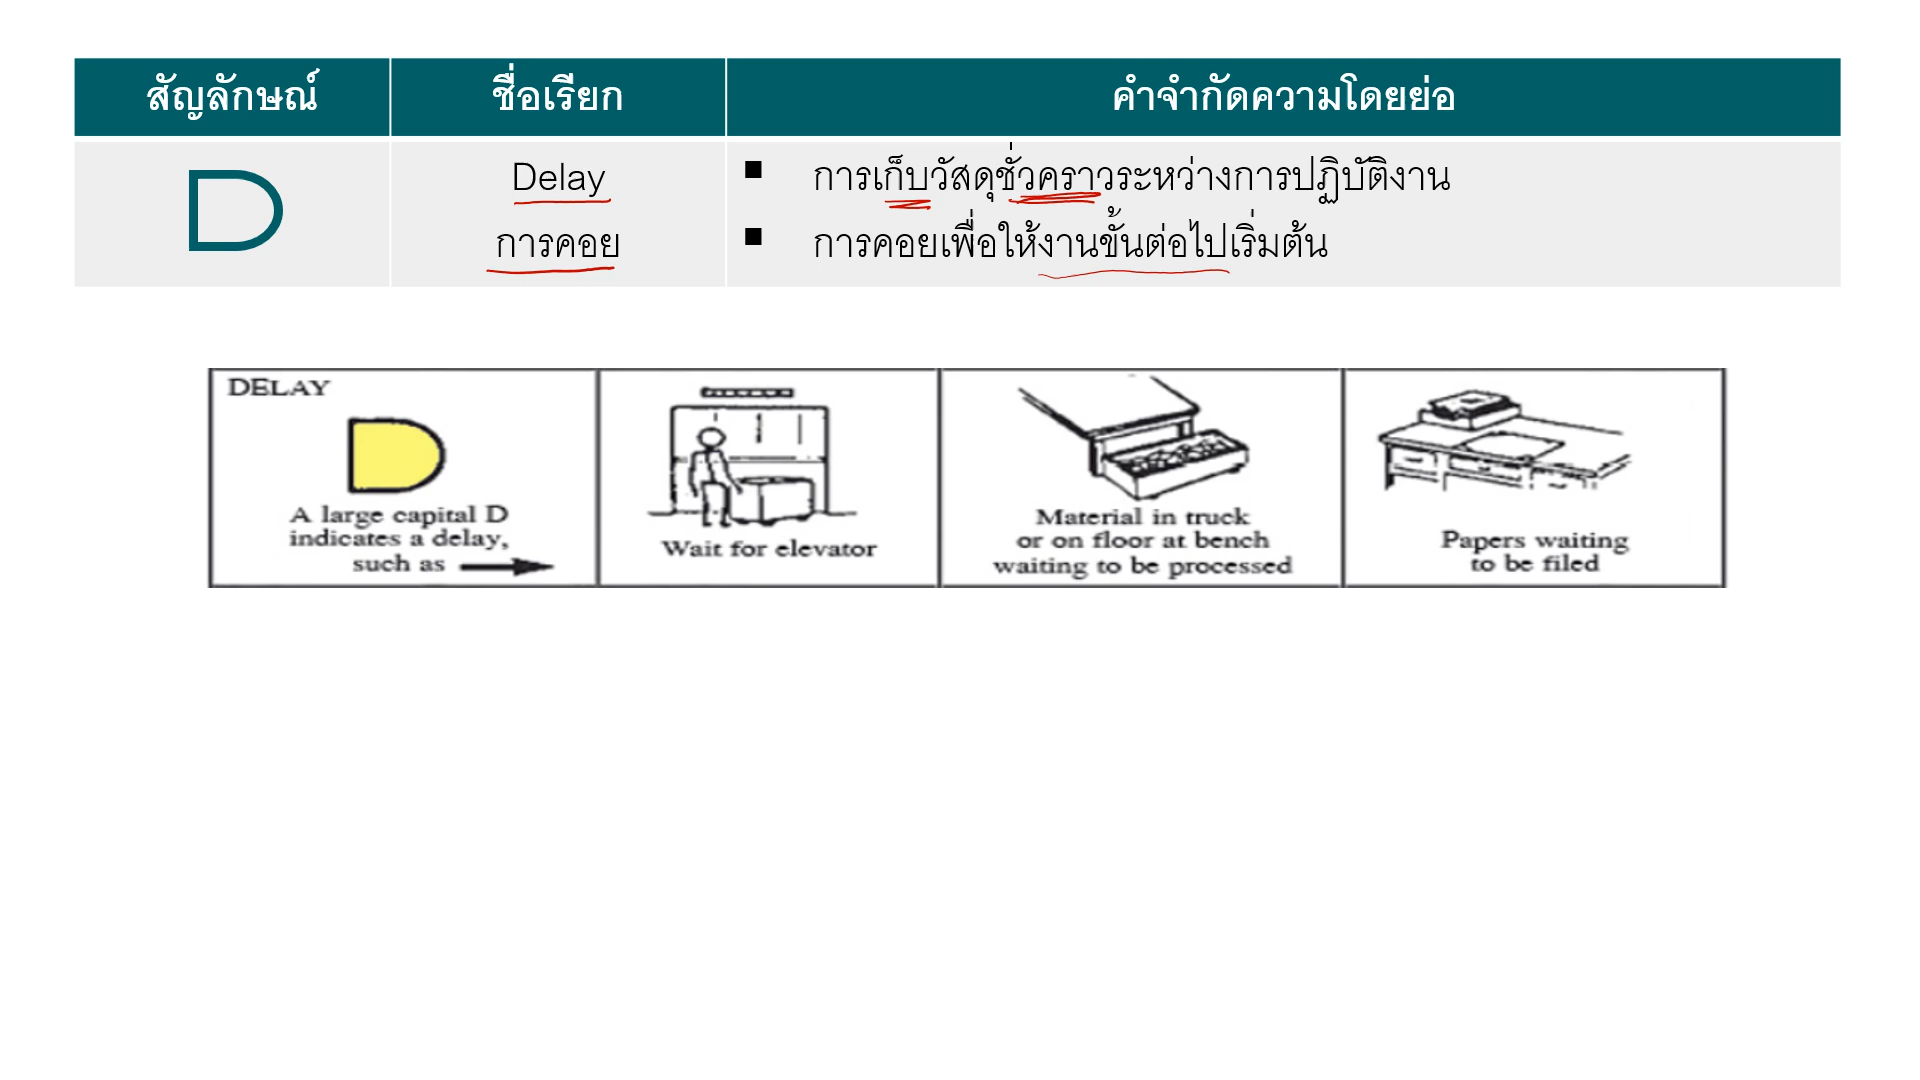 สัญลักษณ์ ชื่อเรียก คำจำกัดความโดยย่อ
Delay
การคอย
▪ การเก็บวัสดุชั่วคราวระหว่างการปฏิบัติงาน
▪ การคอยเพื่อให้งานขั้นต่อไปเริ่มต้น
DELAY
A large capital D
indicates a delay,
such as
Wait for elevator
Material in truck
or on floor at bench
waiting to be processed
Papers waiting
to be filed